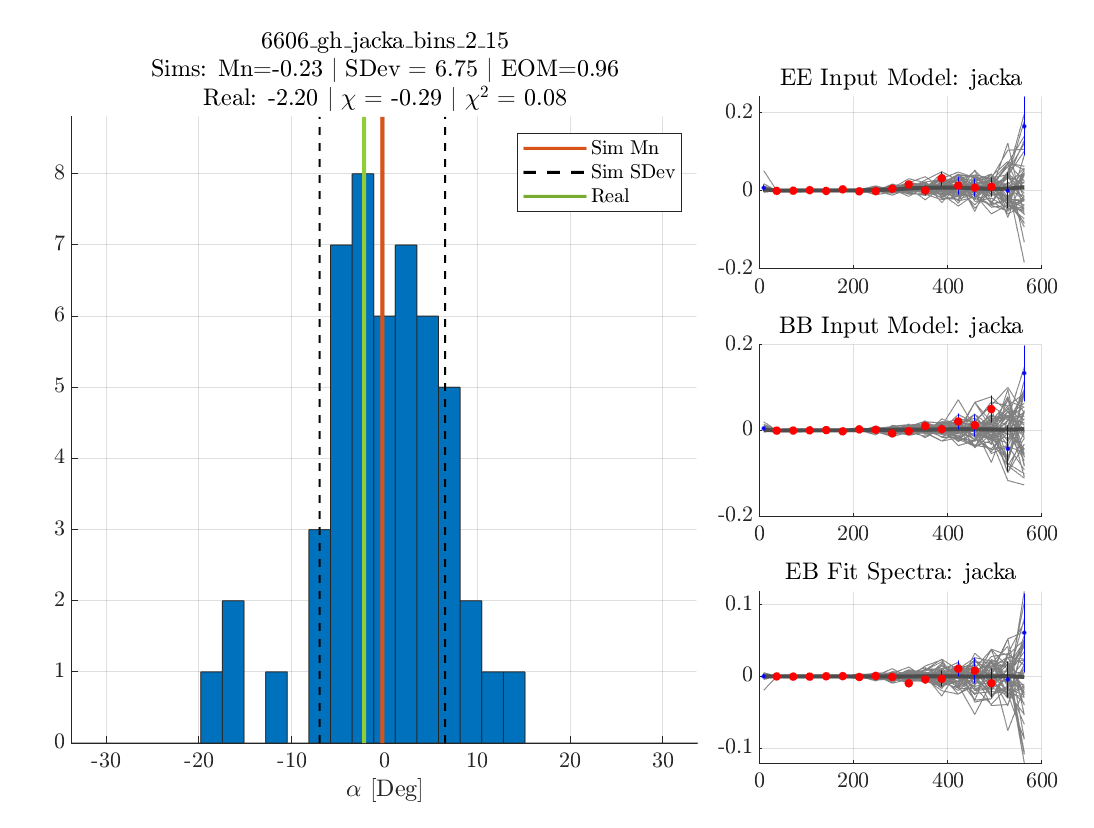 6606_gh_jacka_bins_2_15
Sims: Mn=-0.23 | SDev = 6.75 | EOM=0.96
Real: -2.20 | χ = -0.29 | χ² = 0.08
Sim Mn
Sim SDev
Real
8
7
6
5
4
3
2
1
0
-30 -20 -10 0 10 20 30
α [Deg]
EE Input Model: jacka
0.2
0
-0.2
0 200 400 600
BB Input Model: jacka
0.2
0
-0.2
0 200 400 600
EB Fit Spectra: jacka
0.1
0
-0.1
0 200 400 600